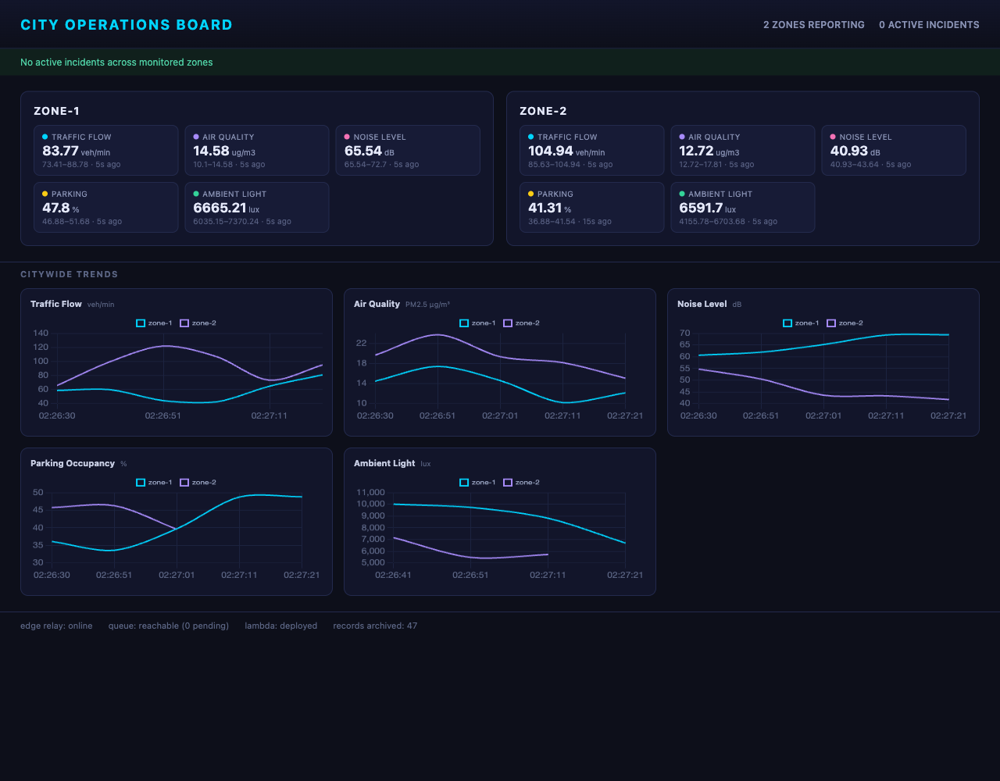 CITY OPERATIONS BOARD
2 ZONES REPORTING 0 ACTIVE INCIDENTS
No active incidents across monitored zones
ZONE-1
TRAFFIC FLOW
83.77 veh/min
73.41–88.78 · 5s ago
AIR QUALITY
14.58 ug/m3
10.1–14.58 · 5s ago
NOISE LEVEL
65.54 dB
65.54–72.7 · 5s ago
PARKING
47.8 %
46.88–51.68 · 5s ago
AMBIENT LIGHT
6665.21 lux
6035.15–7370.24 · 5s ago
ZONE-2
TRAFFIC FLOW
104.94 veh/min
85.63–104.94 · 5s ago
AIR QUALITY
12.72 ug/m3
12.72–17.81 · 5s ago
NOISE LEVEL
40.93 dB
40.93–43.64 · 5s ago
PARKING
41.31 %
36.88–41.54 · 15s ago
AMBIENT LIGHT
6591.7 lux
4155.78–6703.68 · 5s ago
CITYWIDE TRENDS
Traffic Flow veh/min
zone-1 zone-2
140
120
100
80
60
40
02:26:30 02:26:51 02:27:11
Air Quality PM2.5 µg/m³
zone-1 zone-2
22
18
14
10
02:26:30 02:26:51 02:27:01 02:27:11 02:27:21
Noise Level dB
zone-1 zone-2
70
65
60
55
50
45
40
02:26:30 02:26:51 02:27:01 02:27:11 02:27:21
Parking Occupancy %
zone-1 zone-2
50
45
40
35
30
02:26:30 02:26:51 02:27:01 02:27:11 02:27:21
Ambient Light lux
zone-1 zone-2
11,000
10,000
9,000
8,000
7,000
6,000
5,000
02:26:41 02:26:51 02:27:11 02:27:21
edge relay: online queue: reachable (0 pending) lambda: deployed records archived: 47